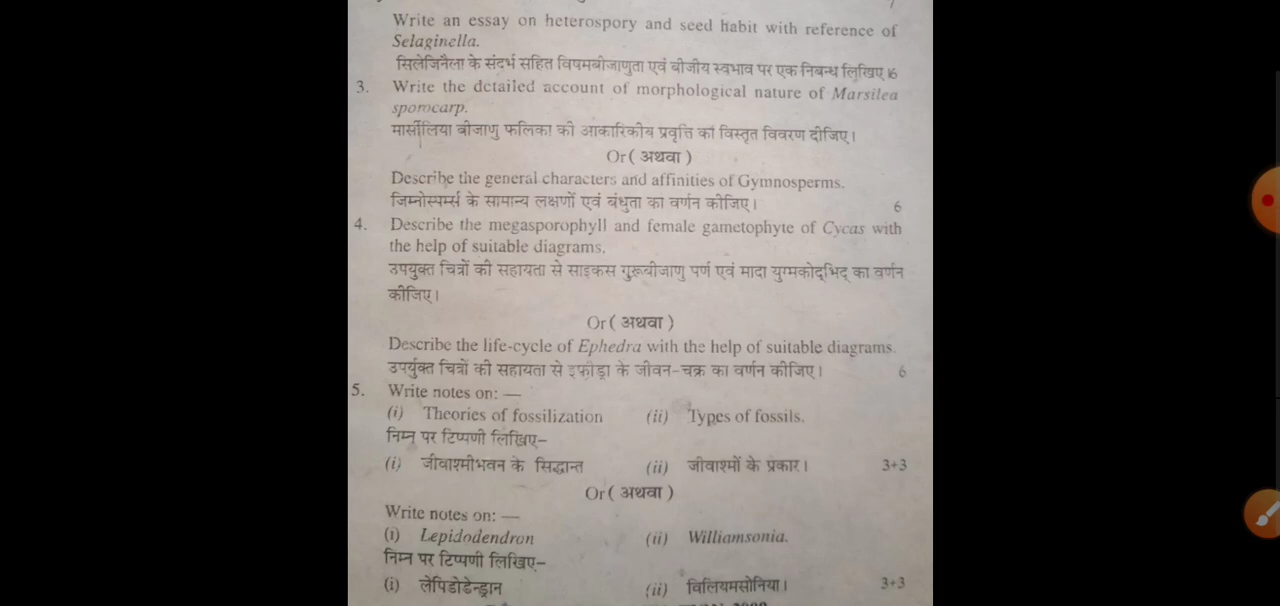 Write an essay on heterospory and seed habit with reference of
Selaginella.
सिलेजिनैला के संदर्भ सहित विषमबीजाणुता एवं बीजीय स्वभाव पर एक निबन्ध लिखिए।6
3. Write the detailed account of morphological nature of Marsilea
sporocarp.
मार्सीलिया बीजाणु फलिका की आकारिकीय प्रवृत्ति का विस्तृत विवरण दीजिए।
Or ( अथवा )
Describe the general characters and affinities of Gymnosperms.
जिम्नोस्पर्म्स के सामान्य लक्षणों एवं बंधुता का वर्णन कीजिए। 6
4. Describe the megasporophyll and female gametophyte of Cycas with
the help of suitable diagrams.
उपयुक्त चित्रों की सहायता से साइकस गुरूबीजाणु पर्ण एवं मादा युग्मकोद्भिद् का वर्णन
कीजिए।
Or ( अथवा )
Describe the life-cycle of Ephedra with the help of suitable diagrams.
उपर्युक्त चित्रों की सहायता से इफीड्रा के जीवन-चक्र का वर्णन कीजिए। 6
5. Write notes on: —
(i) Theories of fossilization (ii) Types of fossils.
निम्न पर टिप्पणी लिखिए–
(i) जीवाश्मीभवन के सिद्धान्त (ii) जीवाश्मों के प्रकार। 3+3
Or ( अथवा )
Write notes on: —
(i) Lepidodendron (ii) Williamsonia.
निम्न पर टिप्पणी लिखिए–
(i) लेपिडोडेन्ड्रान (ii) विलियमसोनिया। 3+3